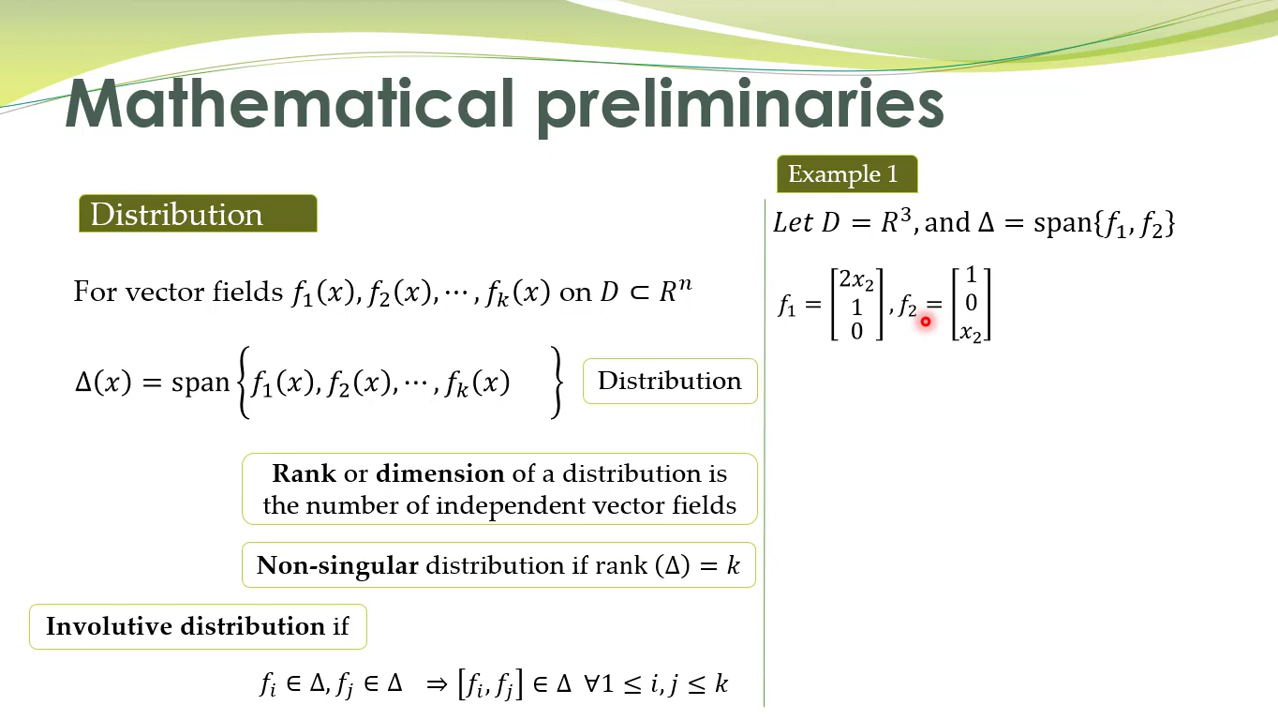 Mathematical preliminaries
Distribution
For vector fields f₁(x), f₂(x), ⋯, fₖ(x) on D ⊂ Rⁿ
Δ(x) = span{f₁(x), f₂(x), ⋯, fₖ(x)}
Distribution
Rank or dimension of a distribution is
the number of independent vector fields
Non-singular distribution if rank (Δ) = k
Involutive distribution if
fᵢ ∈ Δ, fⱼ ∈ Δ ⇒ [fᵢ, fⱼ] ∈ Δ ∀1 ≤ i, j ≤ k
Example 1
Let D = R³, and Δ = span{f₁, f₂}
f₁ = [2x₂ 1 0], f₂ = [1 0 x₂]